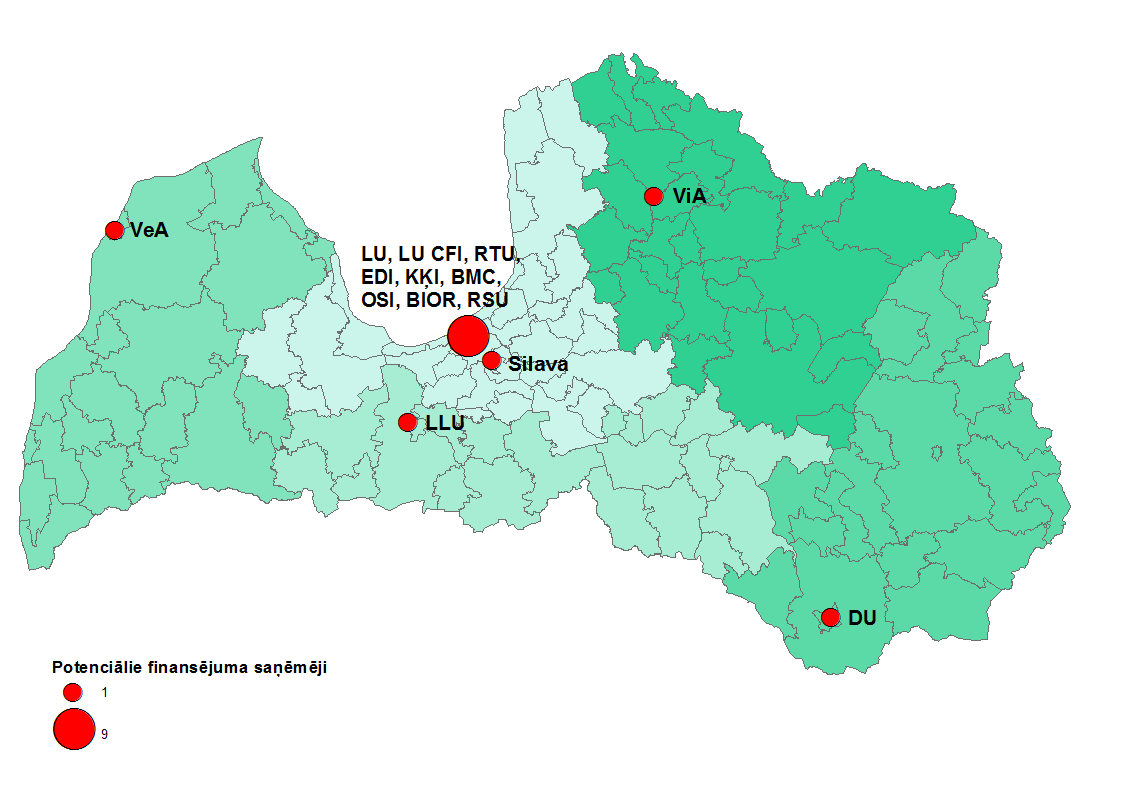 ViA
VeA
LU, LU CFI, RTU,
EDI, KĶI, BMC,
OSI, BIOR, RSU
Silava
LLU
DU
Potenciālie finansējuma saņēmēji
1
9